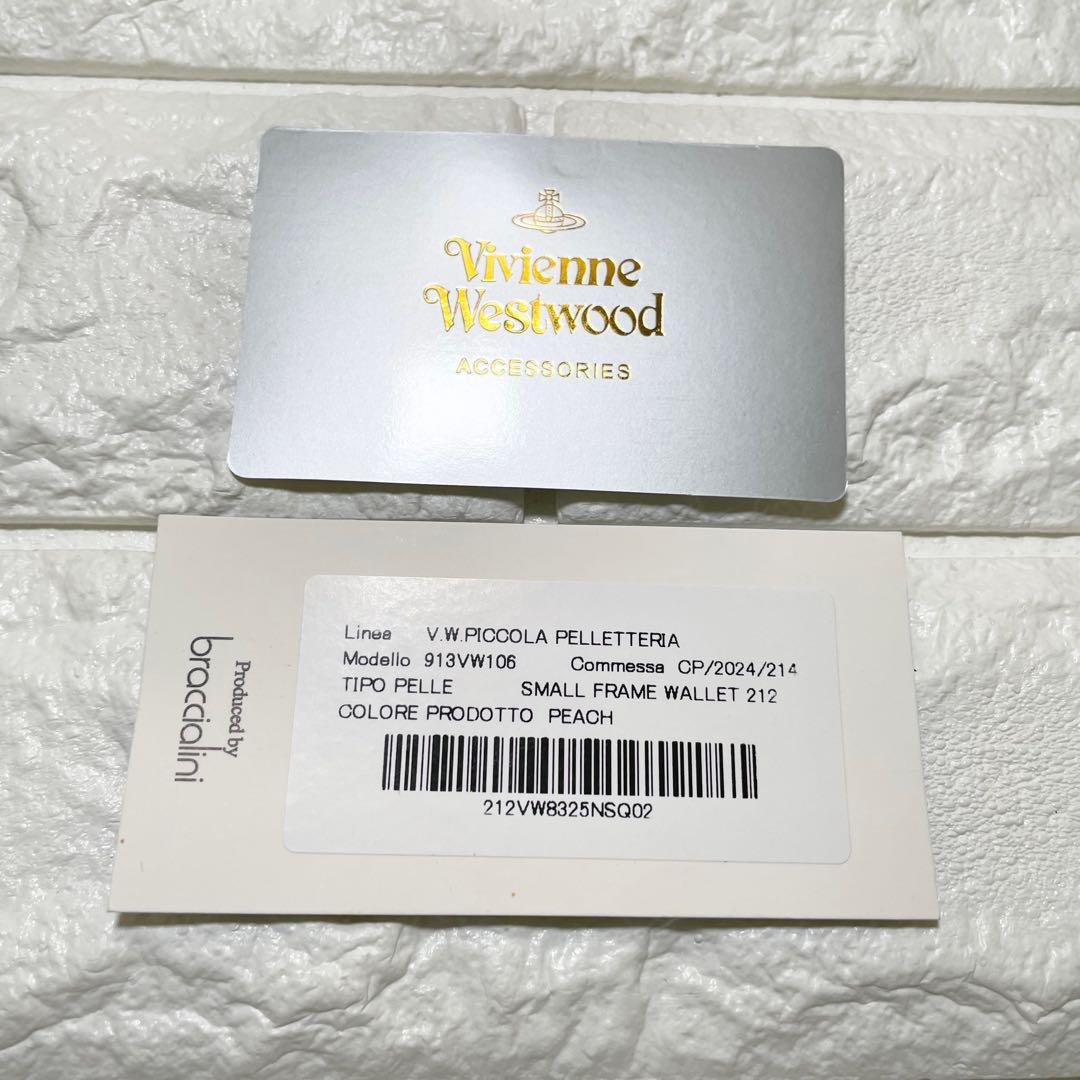 Vivienne
Westwood
ACCESSORIES
Produced by
braccialini
Linea V.W.PICCOLA PELLETTERIA
Modello 913VW106 Commessa CP/2024/214
TIPO PELLE SMALL FRAME WALLET 212
COLORE PRODOTTO PEACH
212VW8325NSQ02